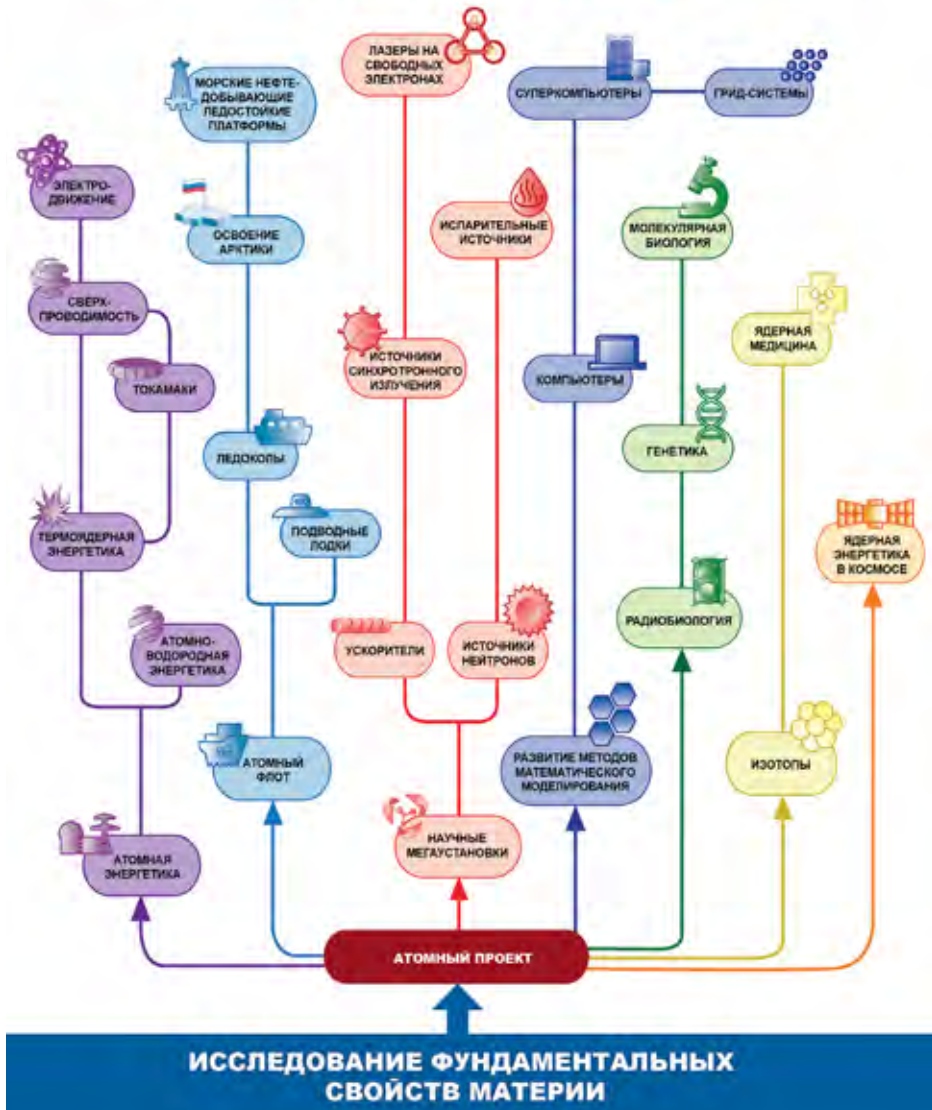 ЛАЗЕРЫ НА
СВОБОДНЫХ
ЭЛЕКТРОНАХ
МОРСКИЕ НЕФТЕ-
ДОБЫВАЮЩИЕ
ЛЕДОСТОЙКИЕ
ПЛАТФОРМЫ
СУПЕРКОМПЬЮТЕРЫ
ГРИД-СИСТЕМЫ
ЭЛЕКТРО-
ДВИЖЕНИЕ
ОСВОЕНИЕ
АРКТИКИ
ИСПАРИТЕЛЬНЫЕ
ИСТОЧНИКИ
МОЛЕКУЛЯРНАЯ
БИОЛОГИЯ
СВЕРХ-
ПРОВОДИМОСТЬ
ЯДЕРНАЯ
МЕДИЦИНА
ИСТОЧНИКИ
СИНХРОТРОННОГО
ИЗЛУЧЕНИЯ
КОМПЬЮТЕРЫ
ТОКАМАКИ
ЛЕДОКОЛЫ
ГЕНЕТИКА
ТЕРМОЯДЕРНАЯ
ЭНЕРГЕТИКА
ПОДВОДНЫЕ
ЛОДКИ
ЯДЕРНАЯ
ЭНЕРГЕТИКА
В КОСМОСЕ
РАДИОБИОЛОГИЯ
АТОМНО-
ВОДОРОДНАЯ
ЭНЕРГЕТИКА
УСКОРИТЕЛИ
ИСТОЧНИКИ
НЕЙТРОНОВ
АТОМНЫЙ
ФЛОТ
РАЗВИТИЕ МЕТОДОВ
МАТЕМАТИЧЕСКОГО
МОДЕЛИРОВАНИЯ
ИЗОТОПЫ
НАУЧНЫЕ
МЕГАУСТАНОВКИ
АТОМНАЯ
ЭНЕРГЕТИКА
АТОМНЫЙ ПРОЕКТ
ИССЛЕДОВАНИЕ ФУНДАМЕНТАЛЬНЫХ
СВОЙСТВ МАТЕРИИ